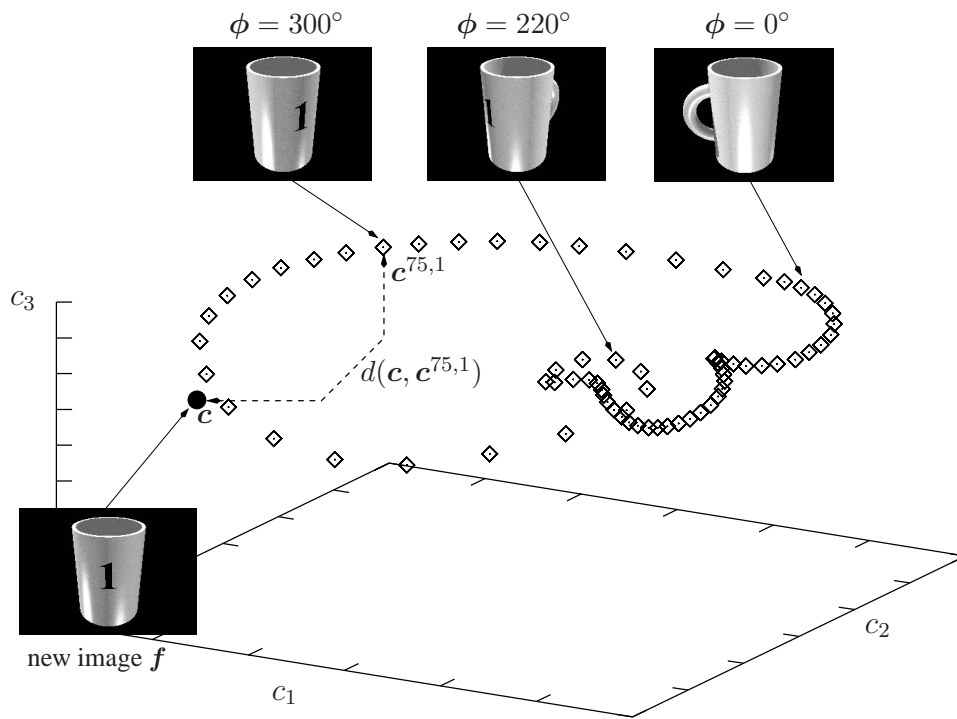 ϕ = 300° ϕ = 220° ϕ = 0°
1 1
c^{75,1}
c_3
d(c, c^{75,1})
c
1
c_2
new image f
c_1